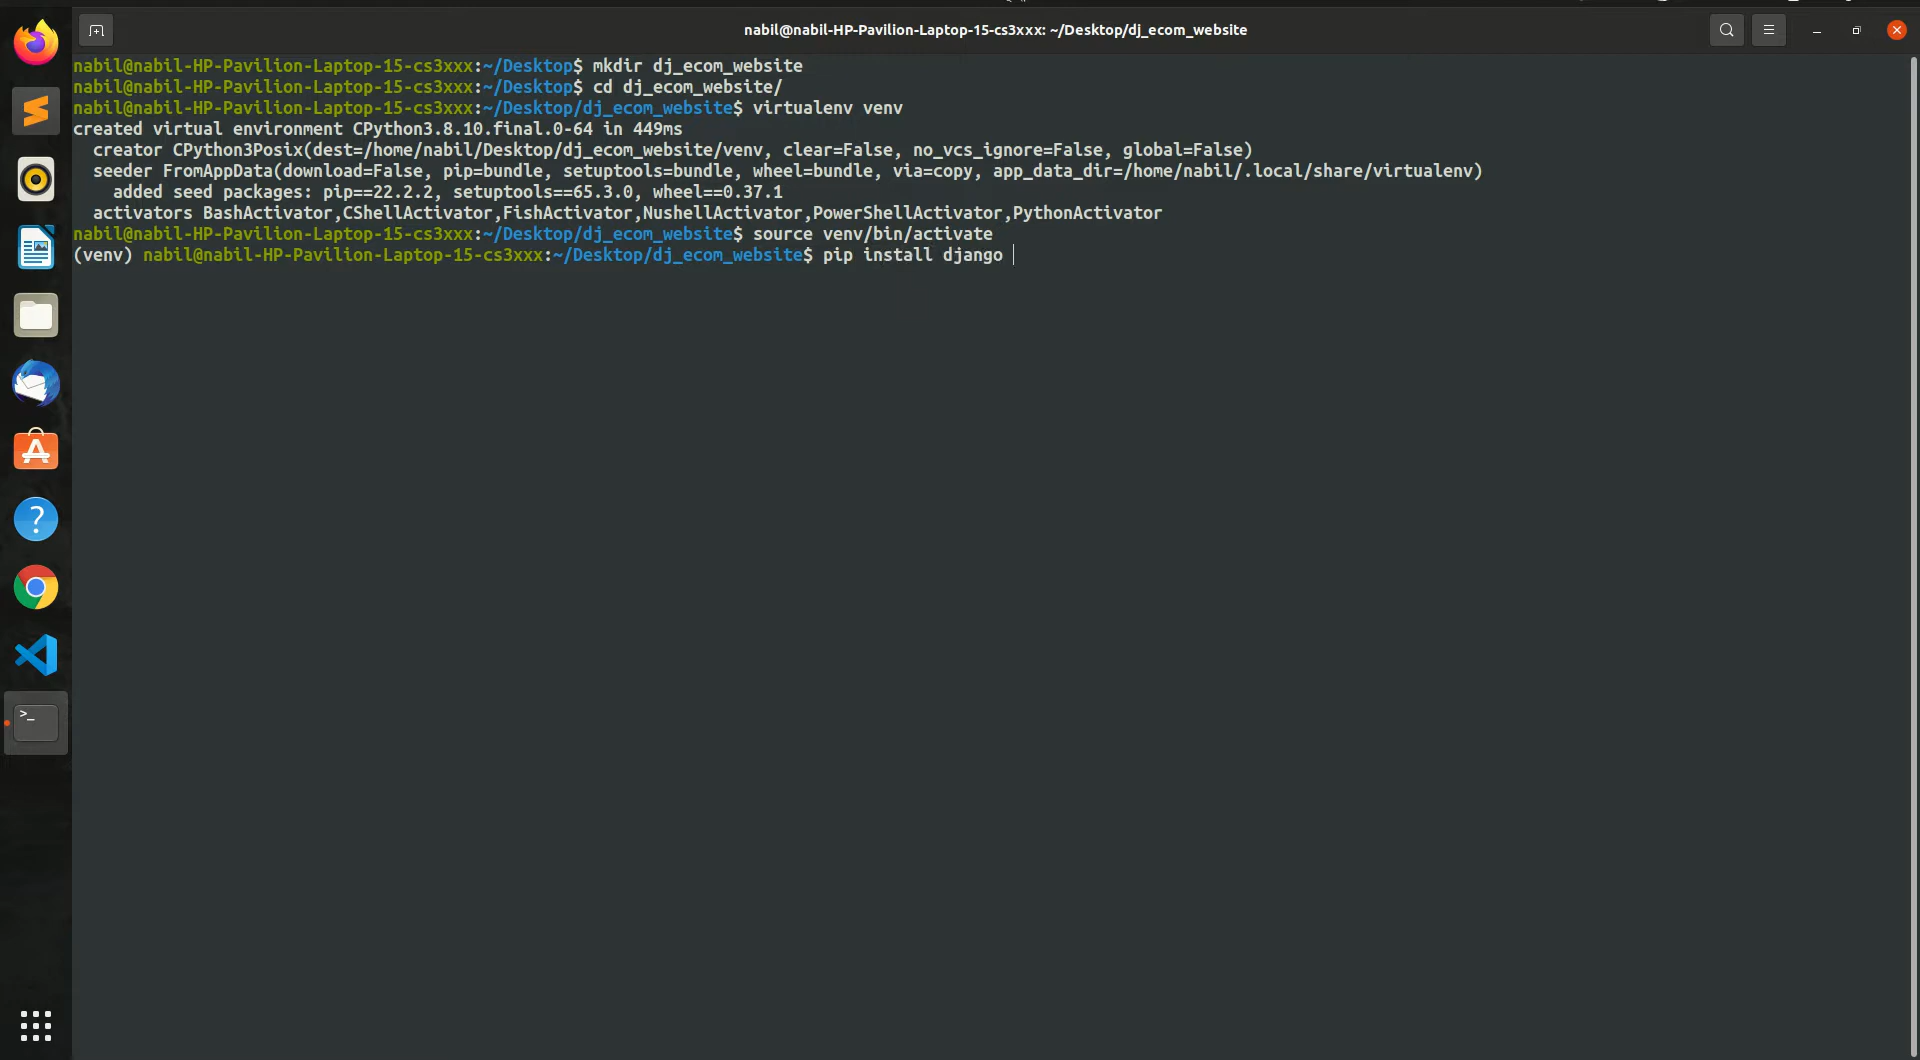 nabil@nabil-HP-Pavilion-Laptop-15-cs3xxx: ~/Desktop/dj_ecom_website
nabil@nabil-HP-Pavilion-Laptop-15-cs3xxx:~/Desktop$ mkdir dj_ecom_website
nabil@nabil-HP-Pavilion-Laptop-15-cs3xxx:~/Desktop$ cd dj_ecom_website/
nabil@nabil-HP-Pavilion-Laptop-15-cs3xxx:~/Desktop/dj_ecom_website$ virtualenv venv
created virtual environment CPython3.8.10.final.0-64 in 449ms
  creator CPython3Posix(dest=/home/nabil/Desktop/dj_ecom_website/venv, clear=False, no_vcs_ignore=False, global=False)
  seeder FromAppData(download=False, pip=bundle, setuptools=bundle, wheel=bundle, via=copy, app_data_dir=/home/nabil/.local/share/virtualenv)
    added seed packages: pip==22.2.2, setuptools==65.3.0, wheel==0.37.1
  activators BashActivator,CShellActivator,FishActivator,NushellActivator,PowerShellActivator,PythonActivator
nabil@nabil-HP-Pavilion-Laptop-15-cs3xxx:~/Desktop/dj_ecom_website$ source venv/bin/activate
(venv) nabil@nabil-HP-Pavilion-Laptop-15-cs3xxx:~/Desktop/dj_ecom_website$ pip install django